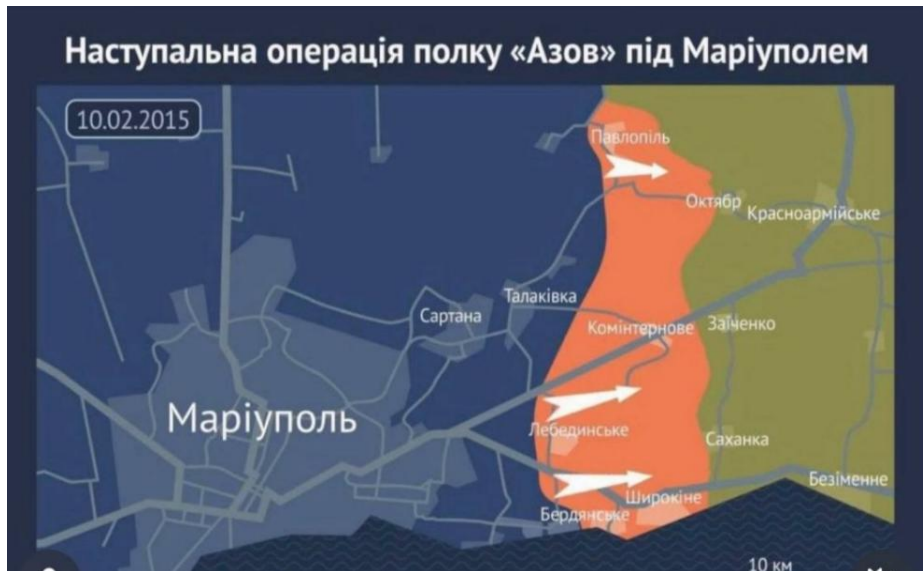 Наступальна операція полку «Азов» під Маріуполем
10.02.2015
Павлопіль
Октябр
Красноармійське
Талаківка
Сартана
Комінтернове
Заїченко
Маріуполь
Лебединське
Саханка
Безіменне
Широкіне
Бердянське
10 км